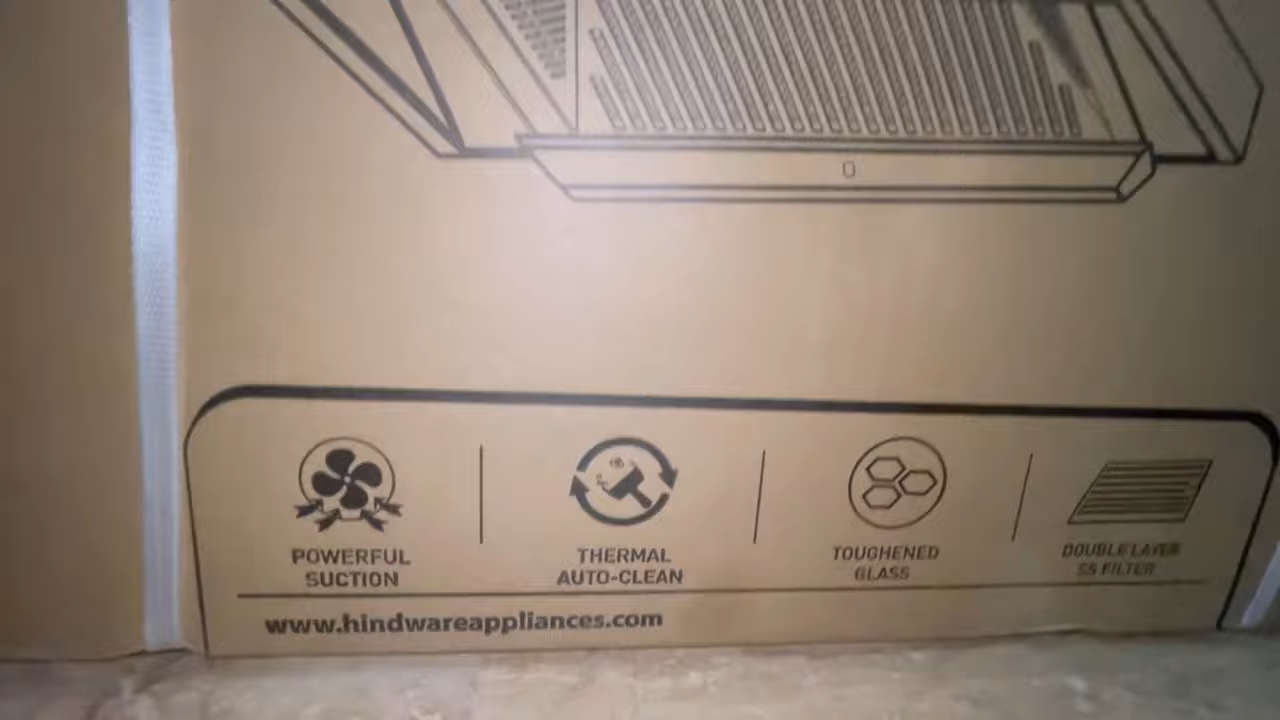 POWERFUL
SUCTION
THERMAL
AUTO-CLEAN
TOUGHENED
GLASS
DOUBLE LAYER
SS FILTER
www.hindwareappliances.com